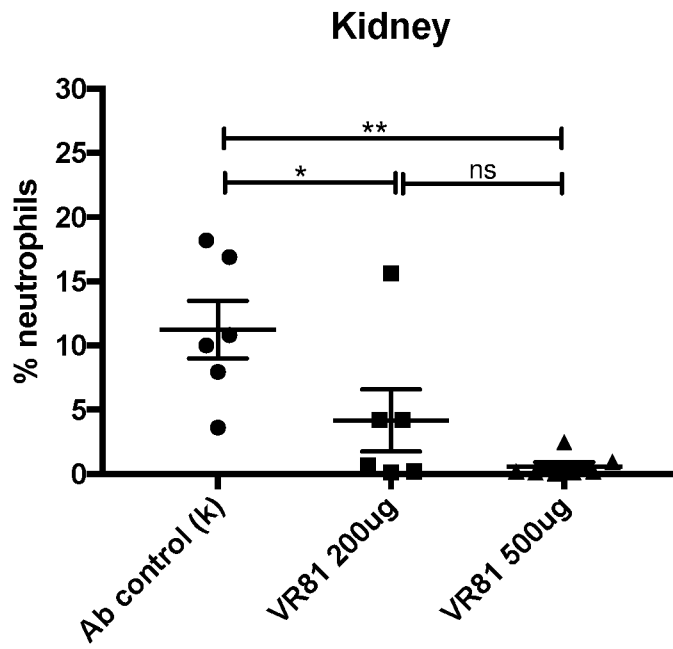 Kidney
% neutrophils
30
25
20
15
10
5
0
**
*
ns
Ab control (k)
VR81 200ug
VR81 500ug